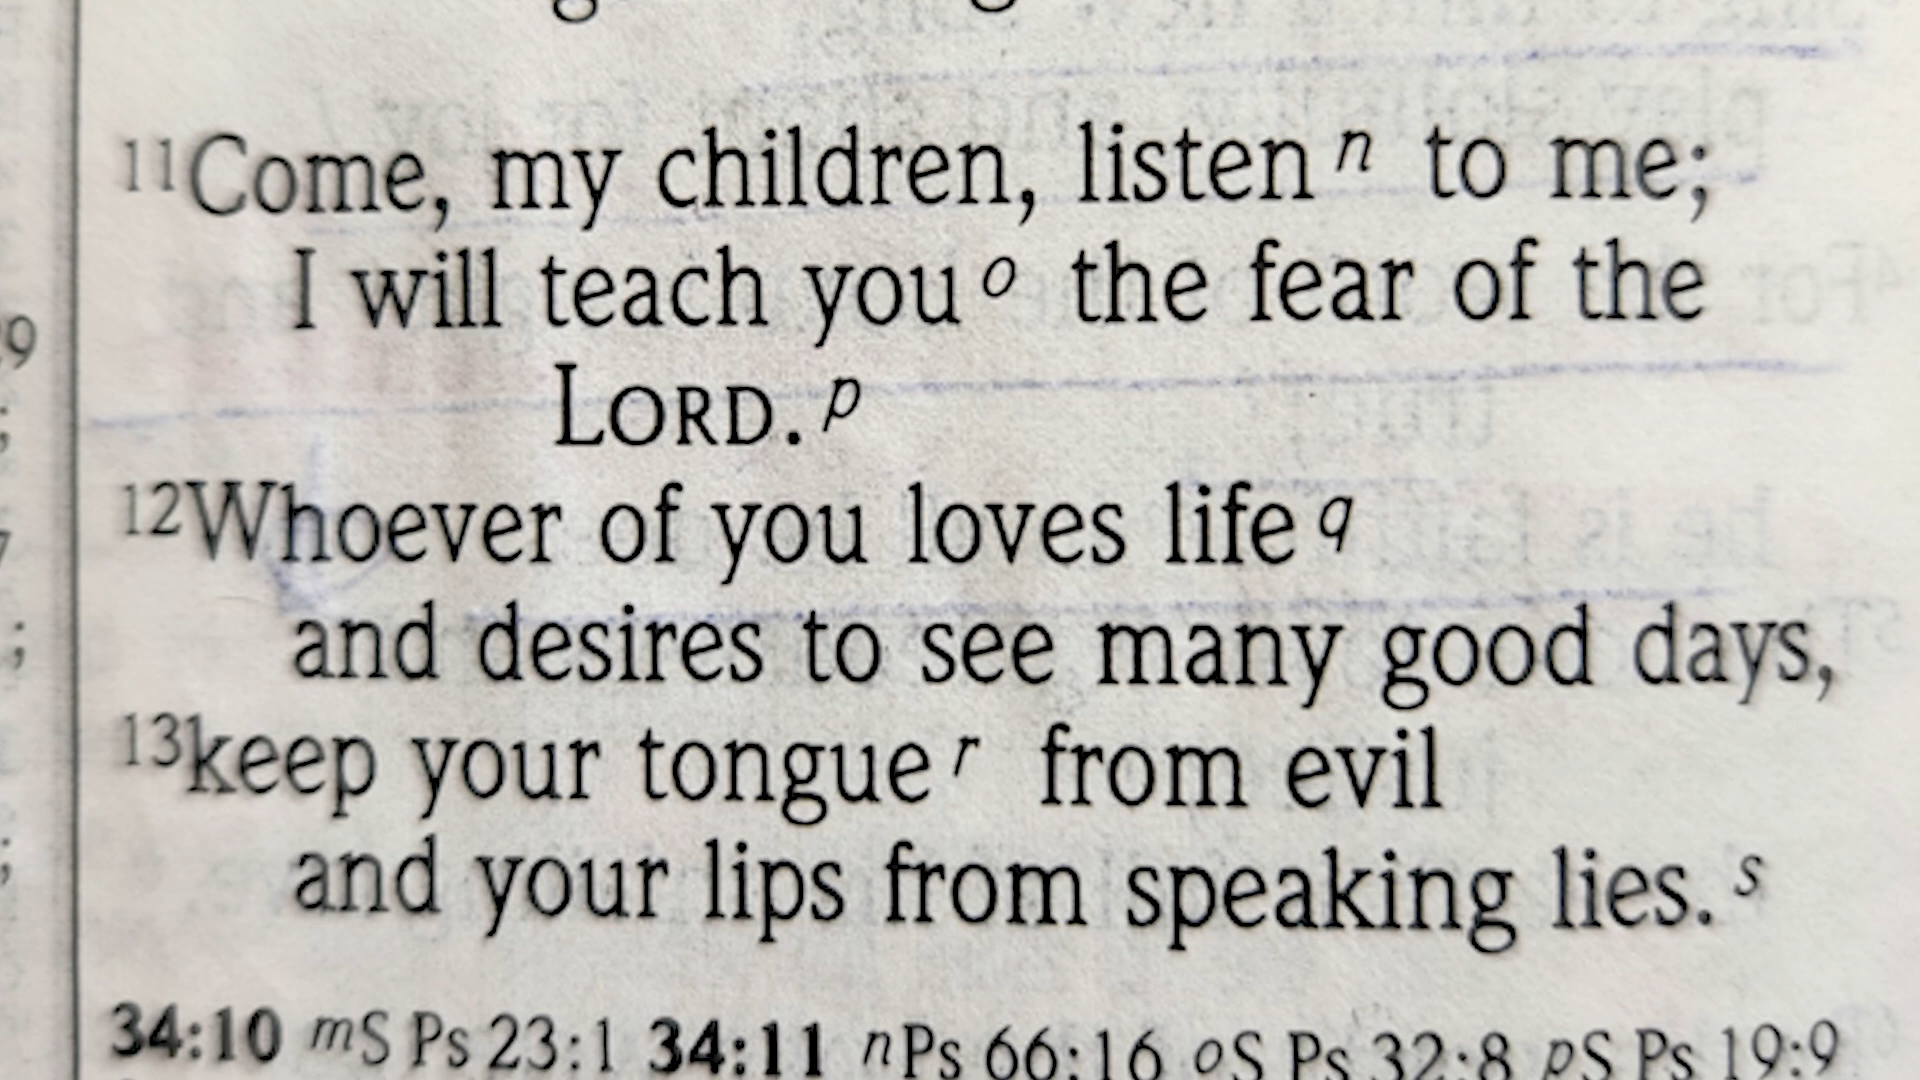 11Come, my children, listen n to me;
I will teach you o the fear of the
LORD. p
12Whoever of you loves life q
and desires to see many good days,
13keep your tongue r from evil
and your lips from speaking lies. s
34:10 mS Ps 23:1 34:11 nPs 66:16 oS Ps 32:8 pS Ps 19:9